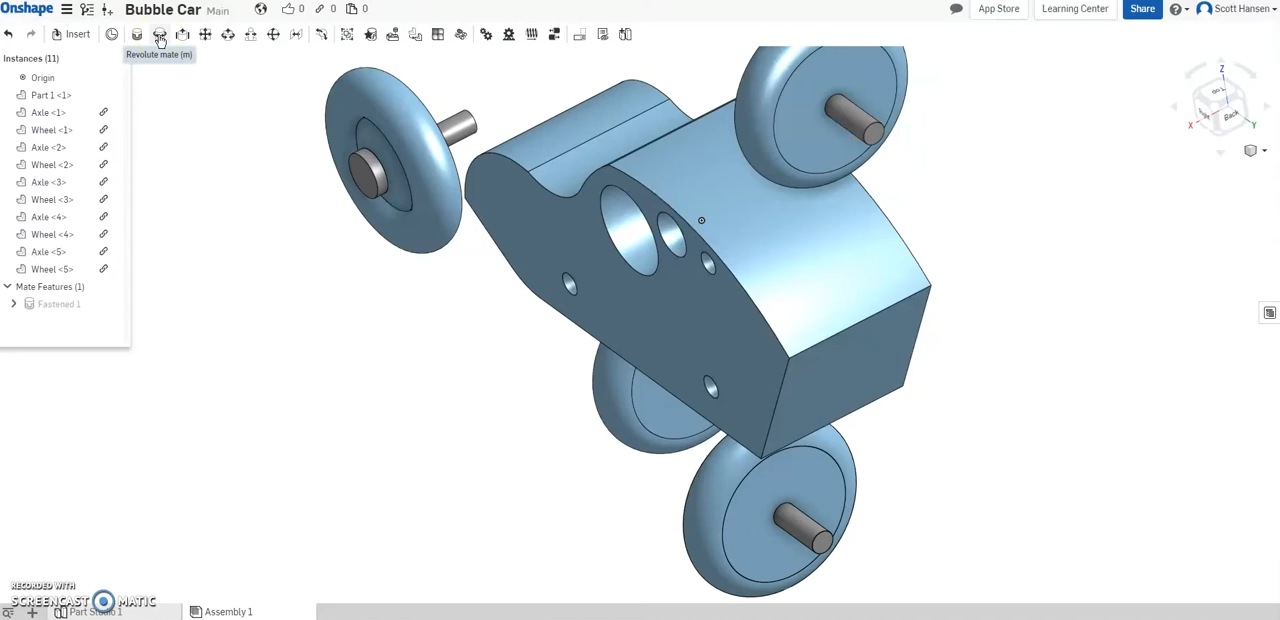 Onshape Bubble Car Main 0 0 0 App Store Learning Center Share Scott Hansen
Insert
Revolute mate (m)
Instances (11)
Origin
Part 1 <1>
Axle <1>
Wheel <1>
Axle <2>
Wheel <2>
Axle <3>
Wheel <3>
Axle <4>
Wheel <4>
Axle <5>
Wheel <5>
Mate Features (1)
Fastened 1
Z
X
Y
Back
RECORDED WITH
SCREENCAST MATIC
Part Studio 1 Assembly 1